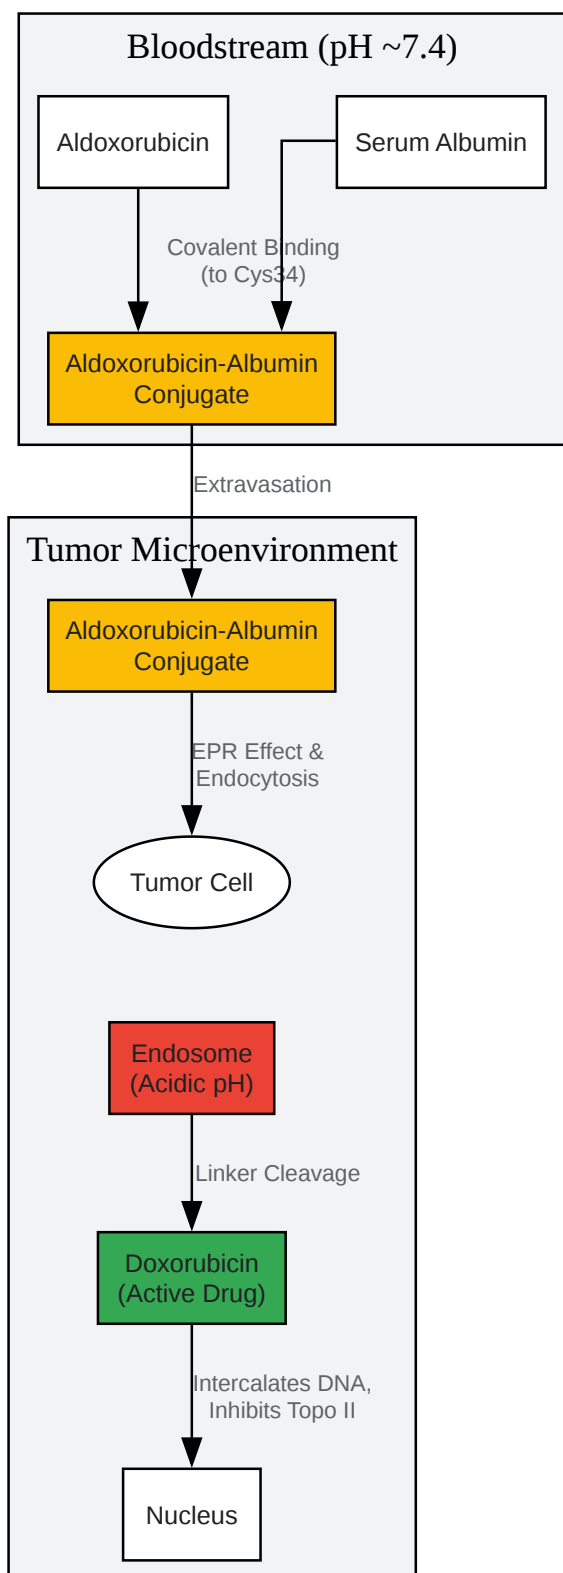 Bloodstream (pH ~7.4)
Aldoxorubicin
Serum Albumin
Covalent Binding
(to Cys34)
Aldoxorubicin-Albumin
Conjugate
Extravasation
Tumor Microenvironment
Aldoxorubicin-Albumin
Conjugate
EPR Effect &
Endocytosis
Tumor Cell
Endosome
(Acidic pH)
Linker Cleavage
Doxorubicin
(Active Drug)
Intercalates DNA,
Inhibits Topo II
Nucleus